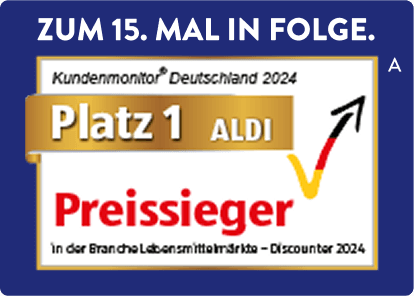 ZUM 15. MAL IN FOLGE.
A
Kundenmonitor® Deutschland 2024
Platz 1 ALDI
Preissieger
in der Branche Lebensmittelmärkte – Discounter 2024